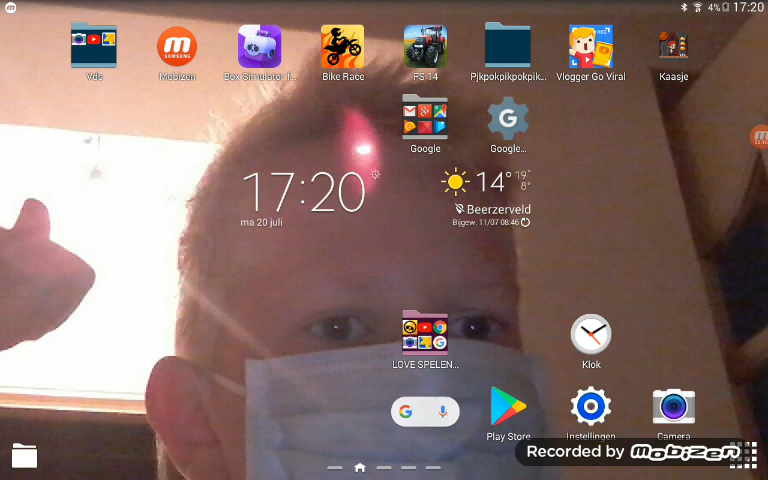 4% 17:20
Vds
Mobizen
Box Simulator f...
Bike Race
FS 14
Pjkpokpikpokpik...
Vlogger Go Viral
Kaasje
SAMSUNG
Google
Google...
17:20
ma 20 juli
14° 19°
8°
Beerzerveld
Bijgew. 11/07 08:46
LOVE SPELEN...
Klok
Play Store
Instellingen
Camera
Recorded by Mobizen